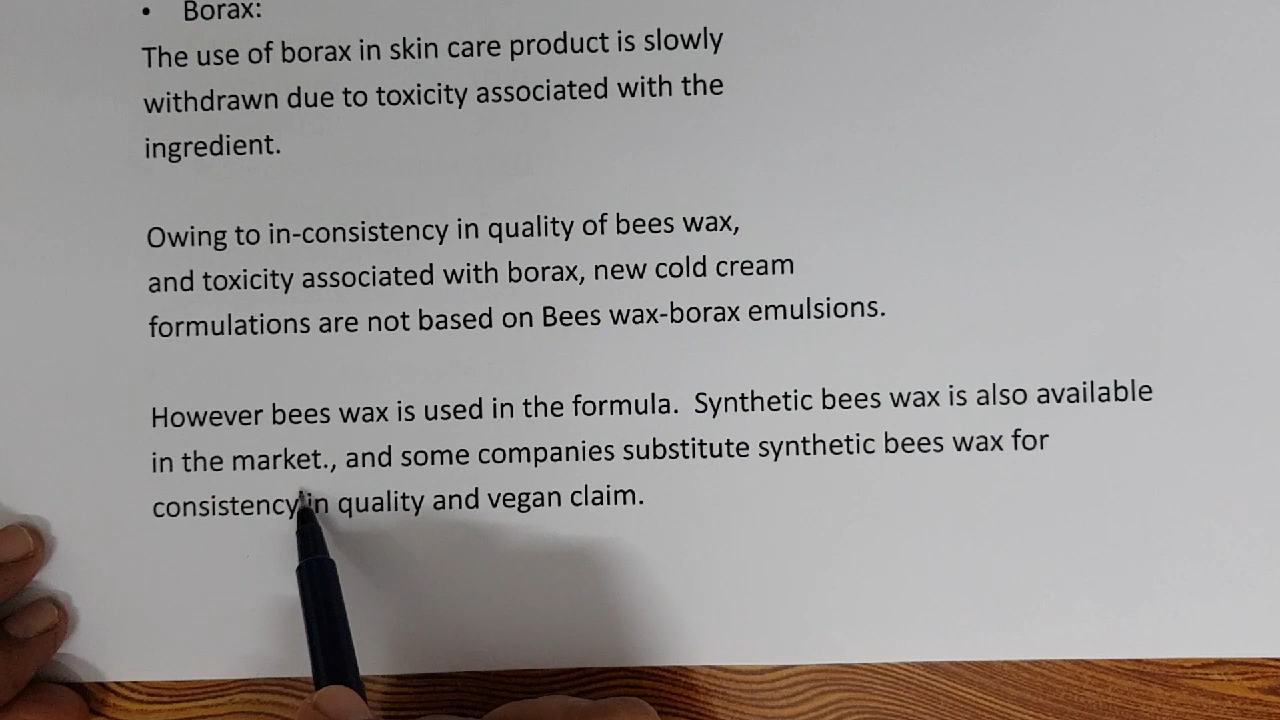 • Borax:
The use of borax in skin care product is slowly
withdrawn due to toxicity associated with the
ingredient.
Owing to in-consistency in quality of bees wax,
and toxicity associated with borax, new cold cream
formulations are not based on Bees wax-borax emulsions.
However bees wax is used in the formula. Synthetic bees wax is also available
in the market., and some companies substitute synthetic bees wax for
consistency in quality and vegan claim.